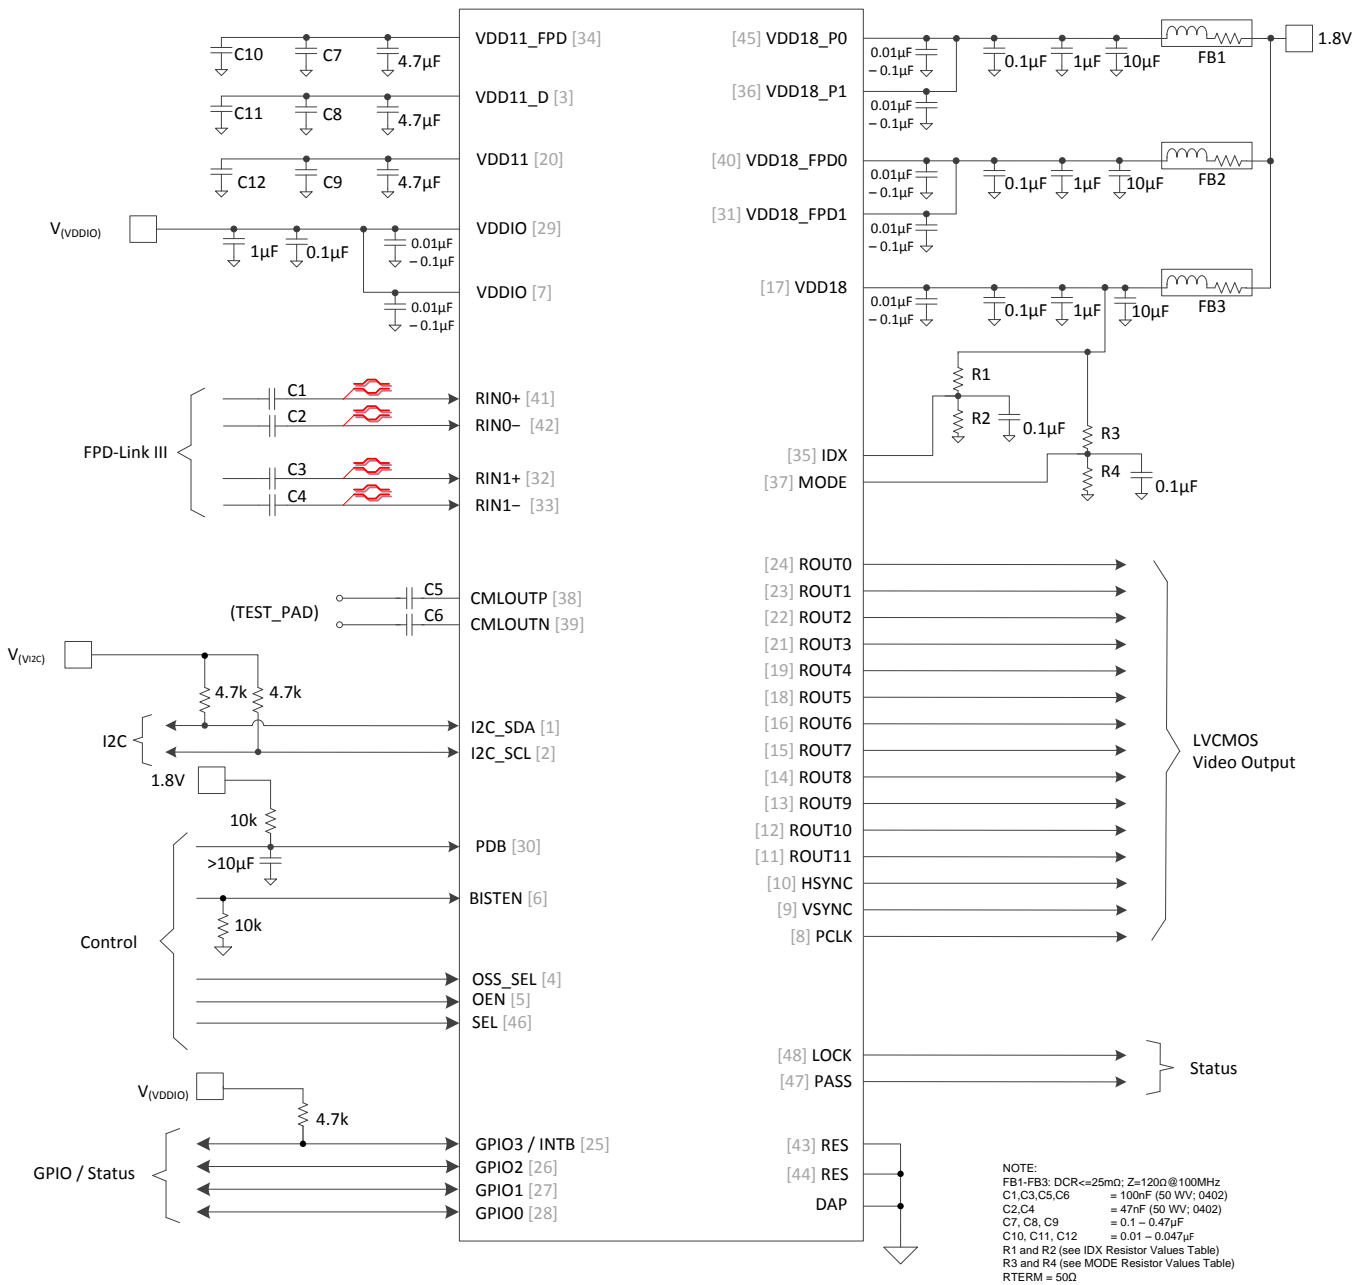 VDD11_FPD [34]
C10
C7
4.7µF
VDD11_D [3]
C11
C8
4.7µF
VDD11 [20]
C12
C9
4.7µF
V(VDDIO)
VDDIO [29]
1µF
0.1µF
0.01µF
– 0.1µF
VDDIO [7]
0.01µF
– 0.1µF
FPD-Link III
C1
RIN0+ [41]
C2
RIN0– [42]
C3
RIN1+ [32]
C4
RIN1– [33]
(TEST_PAD)
C5
CMLOUTP [38]
C6
CMLOUTN [39]
V(VI2C)
4.7k
4.7k
I2C
I2C_SDA [1]
I2C_SCL [2]
1.8V
10k
PDB [30]
>10µF
BISTEN [6]
10k
Control
OSS_SEL [4]
OEN [5]
SEL [46]
V(VDDIO)
4.7k
GPIO / Status
GPIO3 / INTB [25]
GPIO2 [26]
GPIO1 [27]
GPIO0 [28]
[45] VDD18_P0
0.01µF
– 0.1µF
0.1µF
1µF
10µF
FB1
1.8V
[36] VDD18_P1
0.01µF
– 0.1µF
[40] VDD18_FPD0
0.01µF
– 0.1µF
0.1µF
1µF
10µF
FB2
[31] VDD18_FPD1
0.01µF
– 0.1µF
[17] VDD18
0.01µF
– 0.1µF
0.1µF
1µF
10µF
FB3
R1
R2
0.1µF
R3
R4
0.1µF
[35] IDX
[37] MODE
[24] ROUT0
[23] ROUT1
[22] ROUT2
[21] ROUT3
[19] ROUT4
[18] ROUT5
[16] ROUT6
[15] ROUT7
[14] ROUT8
[13] ROUT9
[12] ROUT10
[11] ROUT11
[10] HSYNC
[9] VSYNC
[8] PCLK
LVCMOS
Video Output
[48] LOCK
[47] PASS
Status
[43] RES
[44] RES
DAP
NOTE:
FB1-FB3: DCR<=25mΩ; Z=120Ω@100MHz
C1,C3,C5,C6 = 100nF (50 WV; 0402)
C2,C4 = 47nF (50 WV; 0402)
C7, C8, C9 = 0.1 – 0.47µF
C10, C11, C12 = 0.01 – 0.047µF
R1 and R2 (see IDX Resistor Values Table)
R3 and R4 (see MODE Resistor Values Table)
RTERM = 50Ω